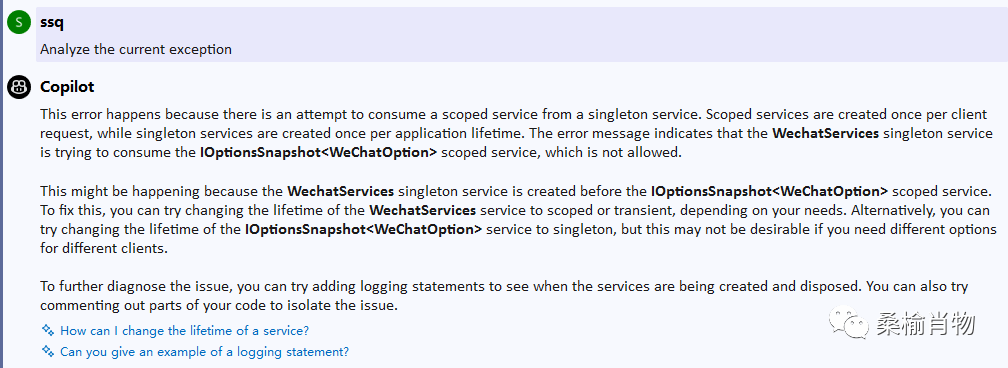 S
ssq
Analyze the current exception
Copilot
This error happens because there is an attempt to consume a scoped service from a singleton service. Scoped services are created once per client
request, while singleton services are created once per application lifetime. The error message indicates that the WechatServices singleton service
is trying to consume the IOptionsSnapshot<WeChatOption> scoped service, which is not allowed.
This might be happening because the WechatServices singleton service is created before the IOptionsSnapshot<WeChatOption> scoped service.
To fix this, you can try changing the lifetime of the WechatServices service to scoped or transient, depending on your needs. Alternatively, you can
try changing the lifetime of the IOptionsSnapshot<WeChatOption> service to singleton, but this may not be desirable if you need different options
for different clients.
To further diagnose the issue, you can try adding logging statements to see when the services are being created and disposed. You can also try
commenting out parts of your code to isolate the issue.
How can I change the lifetime of a service?
Can you give an example of a logging statement?
桑榆肖物